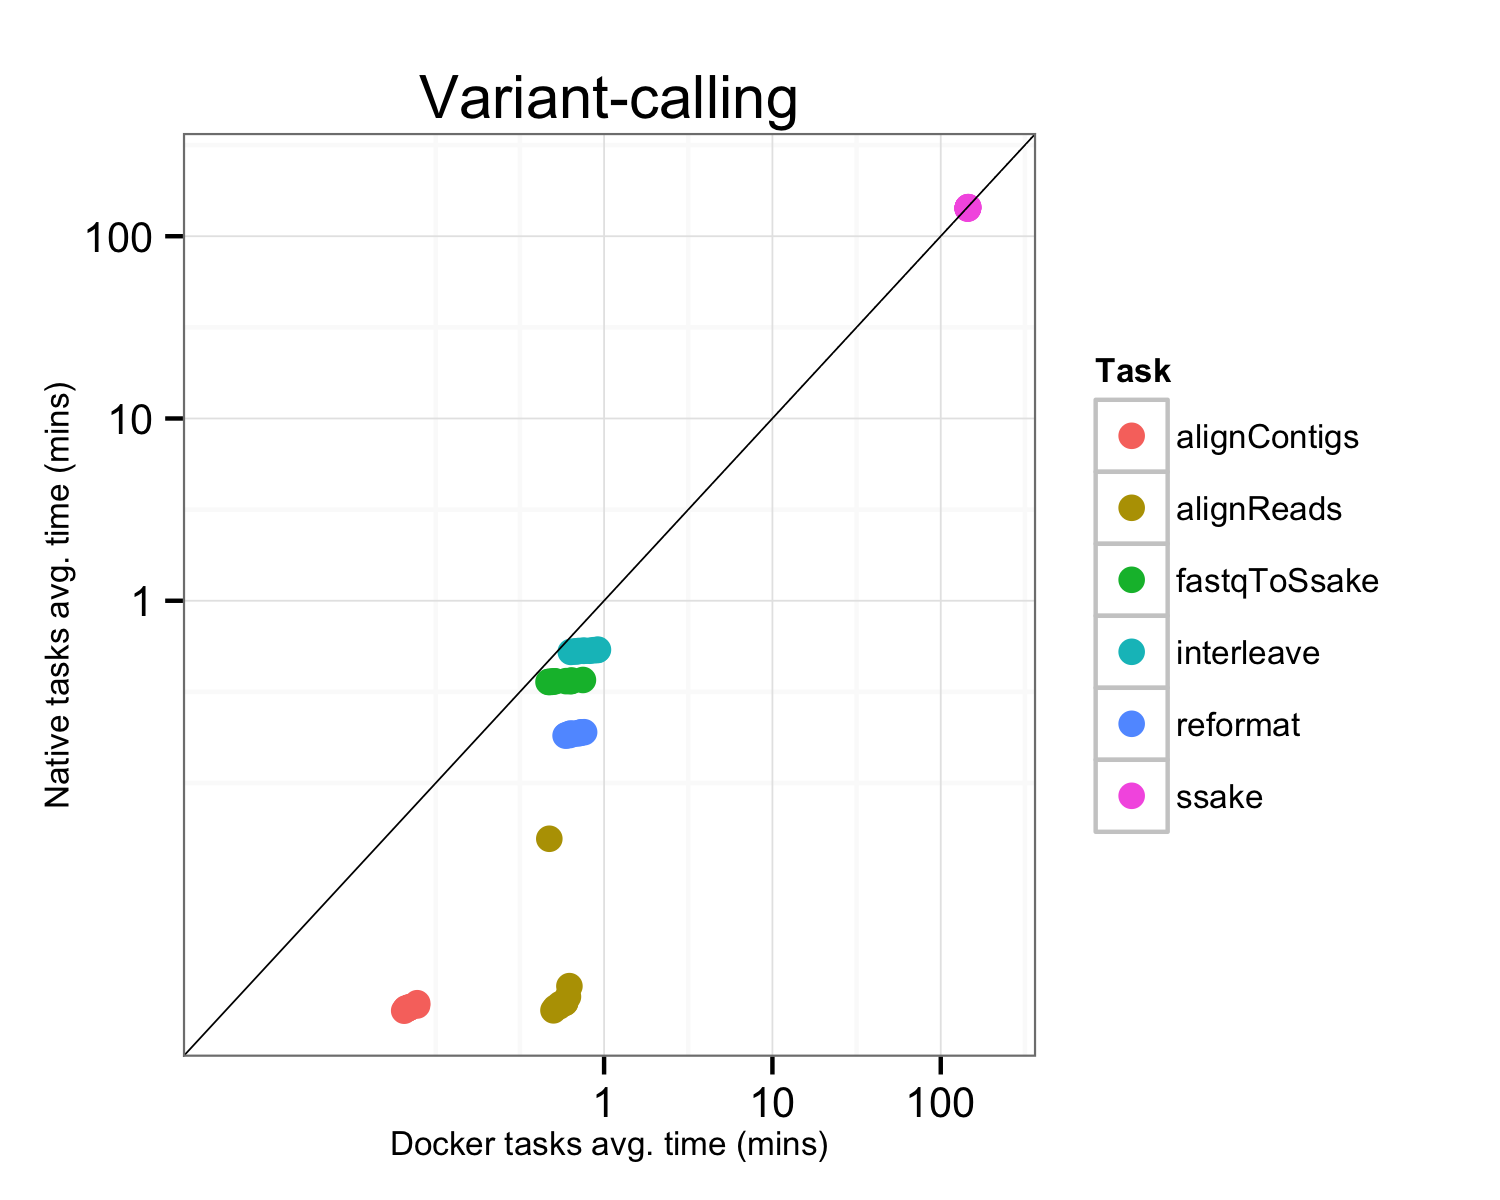 Variant-calling
Native tasks avg. time (mins)
100
10
1
1
10
100
Docker tasks avg. time (mins)
Task
alignContigs
alignReads
fastqToSsake
interleave
reformat
ssake